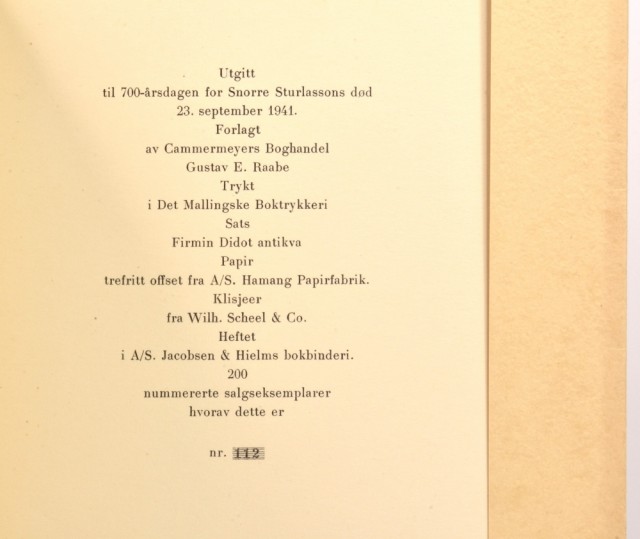 Utgitt
til 700-årsdagen for Snorre Sturlassons død
23. september 1941.
Forlagt
av Cammermeyers Boghandel
Gustav E. Raabe
Trykt
i Det Mallingske Boktrykkeri
Sats
Firmin Didot antikva
Papir
trefritt offset fra A/S. Hamang Papirfabrik.
Klisjeer
fra Wilh. Scheel & Co.
Heftet
i A/S. Jacobsen & Hielms bokbinderi.
200
nummererte salgseksemplarer
hvorav dette er
nr. 112